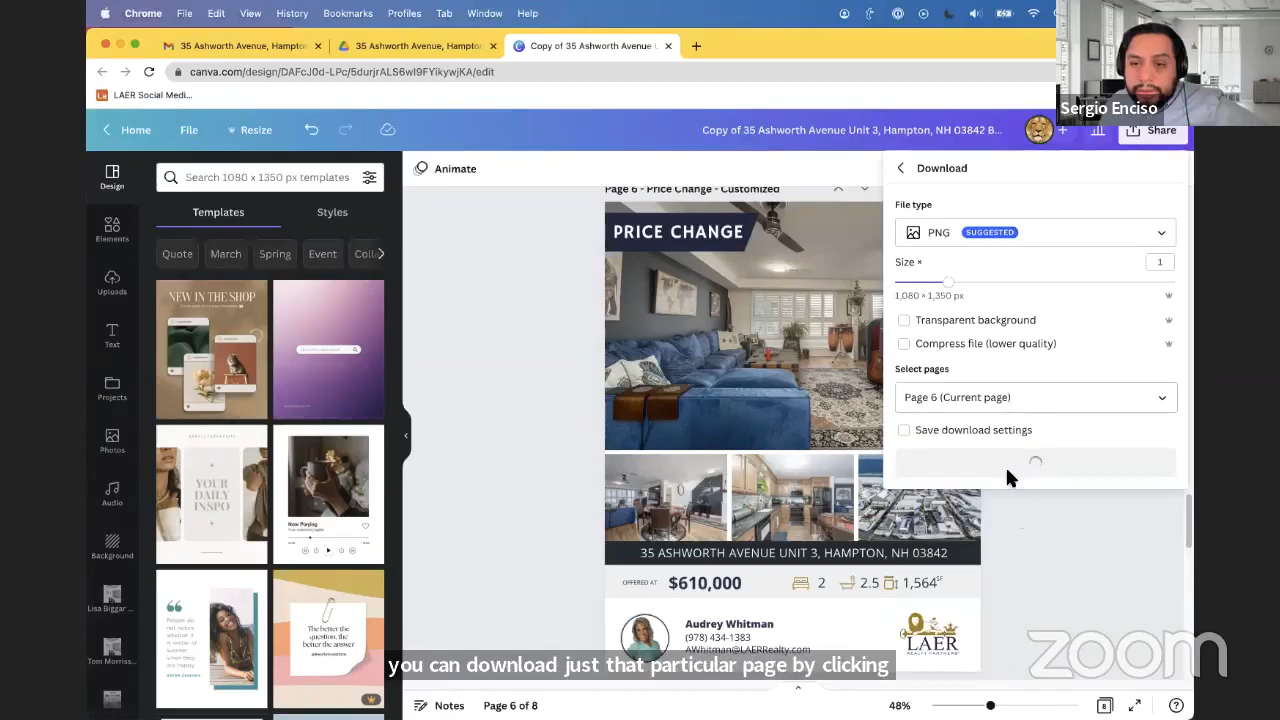 Chrome File Edit View History Bookmarks Profiles Tab Window Help
35 Ashworth Avenue, Hampton
35 Ashworth Avenue, Hampton
Copy of 35 Ashworth Avenue U
canva.com/design/DAFcJ0d-LPc/5durjrALS6wI9FYikywjKA/edit
La LAER Social Medi...
Sergio Enciso
Home File Resize
Copy of 35 Ashworth Avenue Unit 3, Hampton, NH 03842 B...
Share
Design
Elements
Uploads
Text
Projects
Photos
Audio
Background
Lisa Biggar ...
Tom Morriss...
Search 1080 x 1350 px templates
Templates Styles
Quote March Spring Event Colla
NEW IN THE SHOP
YOUR
DAILY
INSPO
Now Playing
The better the
question, the
better the answer
Animate
Page 6 - Price Change - Customized
PRICE CHANGE
35 ASHWORTH AVENUE UNIT 3, HAMPTON, NH 03842
OFFERED AT $610,000 2 2.5 1,564SF
Audrey Whitman
(978) 434-1383
AWhitman@LAERRealty.com
LAER
REALTY PARTNERS
Download
File type
PNG SUGGESTED
Size × 1
1,080 × 1,350 px
Transparent background
Compress file (lower quality)
Select pages
Page 6 (Current page)
Save download settings
you can download just that particular page by clicking
zoom
Notes Page 6 of 8 48% 8 ?